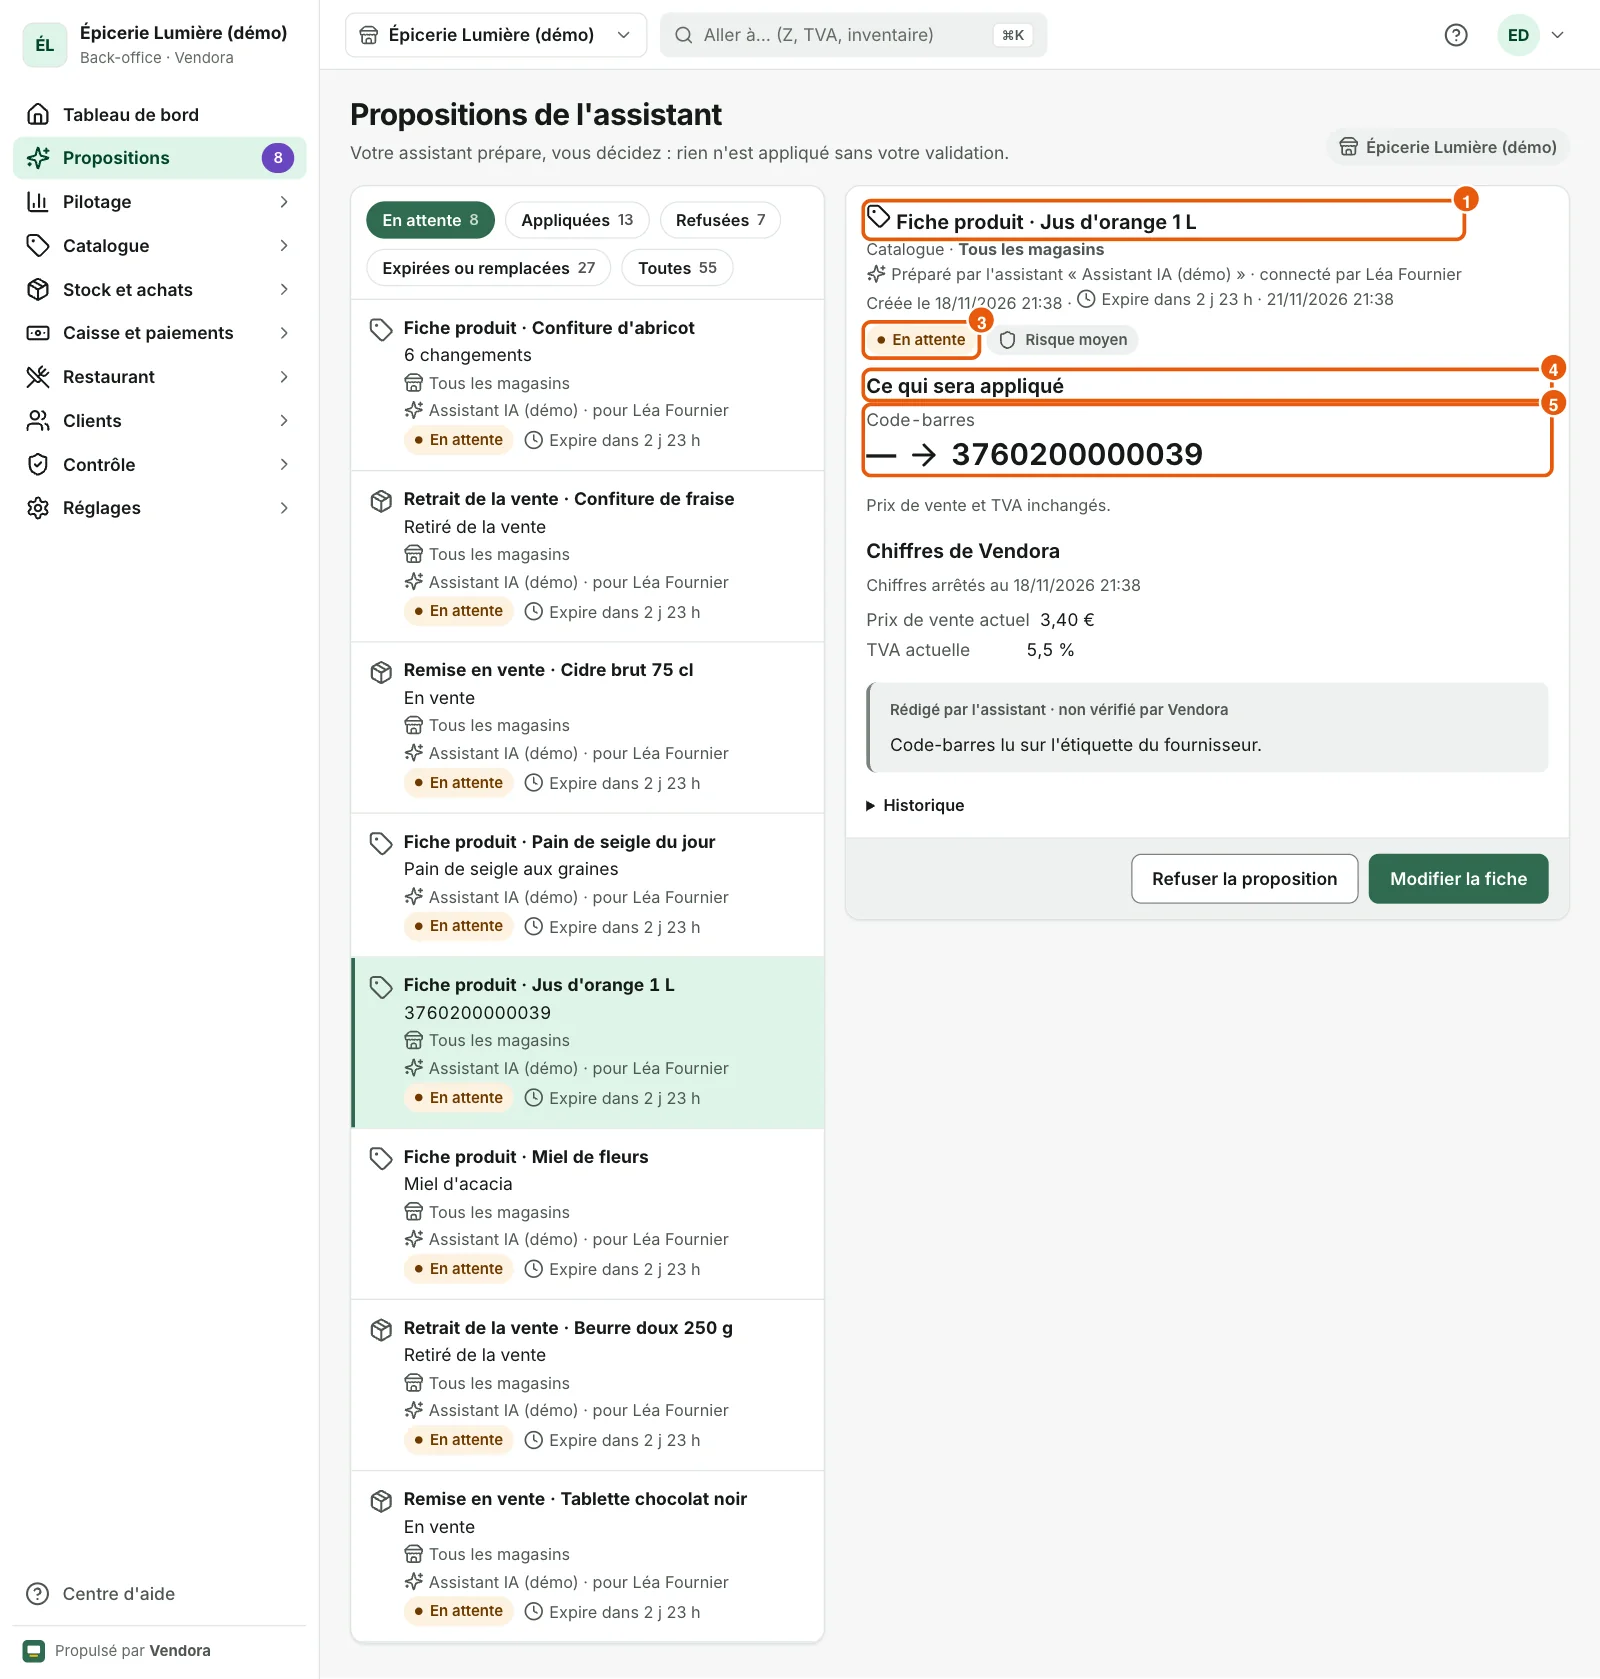 ÉL
Épicerie Lumière (démo)
Back-office · Vendora
Épicerie Lumière (démo)
Aller à... (Z, TVA, inventaire)
⌘K
ED
Tableau de bord
Propositions
8
Pilotage
Catalogue
Stock et achats
Caisse et paiements
Restaurant
Clients
Contrôle
Réglages
Centre d'aide
Propulsé par Vendora
Propositions de l'assistant
Votre assistant prépare, vous décidez : rien n'est appliqué sans votre validation.
Épicerie Lumière (démo)
En attente 8
Appliquées 13
Refusées 7
Expirées ou remplacées 27
Toutes 55
Fiche produit · Confiture d'abricot
6 changements
Tous les magasins
Assistant IA (démo) · pour Léa Fournier
En attente
Expire dans 2 j 23 h
Retrait de la vente · Confiture de fraise
Retiré de la vente
Tous les magasins
Assistant IA (démo) · pour Léa Fournier
En attente
Expire dans 2 j 23 h
Remise en vente · Cidre brut 75 cl
En vente
Tous les magasins
Assistant IA (démo) · pour Léa Fournier
En attente
Expire dans 2 j 23 h
Fiche produit · Pain de seigle du jour
Pain de seigle aux graines
Assistant IA (démo) · pour Léa Fournier
En attente
Expire dans 2 j 23 h
Fiche produit · Jus d'orange 1 L
3760200000039
Tous les magasins
Assistant IA (démo) · pour Léa Fournier
En attente
Expire dans 2 j 23 h
Fiche produit · Miel de fleurs
Miel d'acacia
Tous les magasins
Assistant IA (démo) · pour Léa Fournier
En attente
Expire dans 2 j 23 h
Retrait de la vente · Beurre doux 250 g
Retiré de la vente
Tous les magasins
Assistant IA (démo) · pour Léa Fournier
En attente
Expire dans 2 j 23 h
Remise en vente · Tablette chocolat noir
En vente
Tous les magasins
Assistant IA (démo) · pour Léa Fournier
En attente
Expire dans 2 j 23 h
1
Fiche produit · Jus d'orange 1 L
Catalogue · Tous les magasins
Préparé par l'assistant « Assistant IA (démo) » · connecté par Léa Fournier
Créée le 18/11/2026 21:38 · Expire dans 2 j 23 h · 21/11/2026 21:38
3
En attente
Risque moyen
4
Ce qui sera appliqué
5
Code-barres
— → 3760200000039
Prix de vente et TVA inchangés.
Chiffres de Vendora
Chiffres arrêtés au 18/11/2026 21:38
Prix de vente actuel 3,40 €
TVA actuelle 5,5 %
Rédigé par l'assistant · non vérifié par Vendora
Code-barres lu sur l'étiquette du fournisseur.
Historique
Refuser la proposition
Modifier la fiche